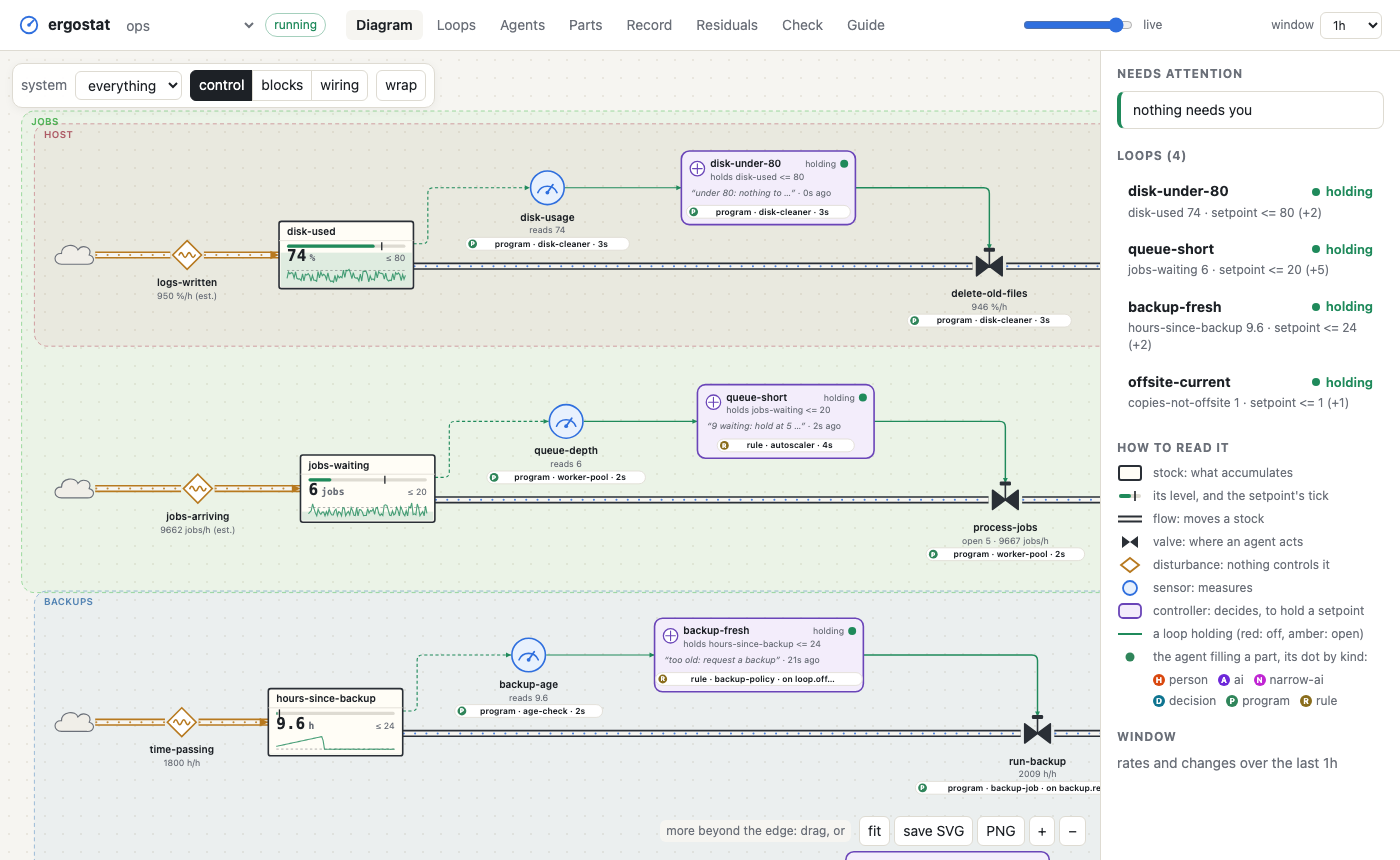 ergostat ops running Diagram Loops Agents Parts Record Residuals Check Guide live window 1h
system everything control blocks wiring wrap
JOBS
HOST
disk-under-80 holding
holds disk-used <= 80
“under 80: nothing to …” · 0s ago
P program · disk-cleaner · 3s
disk-usage
reads 74
P program · disk-cleaner · 3s
disk-used
74 % ≤ 80
logs-written
950 %/h (est.)
delete-old-files
946 %/h
P program · disk-cleaner · 3s
queue-short holding
holds jobs-waiting <= 20
“9 waiting: hold at 5 …” · 2s ago
R rule · autoscaler · 4s
queue-depth
reads 6
P program · worker-pool · 2s
jobs-waiting
6 jobs ≤ 20
jobs-arriving
9662 jobs/h (est.)
process-jobs
open 5 · 9667 jobs/h
P program · worker-pool · 2s
BACKUPS
backup-fresh holding
holds hours-since-backup <= 24
“too old: request a backup” · 21s ago
R rule · backup-policy · on loop.off…
backup-age
reads 9.6
P program · age-check · 2s
hours-since-backup
9.6 h ≤ 24
time-passing
1800 h/h
run-backup
2009 h/h
P program · backup-job · on backup.re
more beyond the edge: drag, or fit save SVG PNG + −
NEEDS ATTENTION
nothing needs you
LOOPS (4)
disk-under-80 holding
disk-used 74 · setpoint <= 80 (+2)
queue-short holding
jobs-waiting 6 · setpoint <= 20 (+5)
backup-fresh holding
hours-since-backup 9.6 · setpoint <= 24
(+2)
offsite-current holding
copies-not-offsite 1 · setpoint <= 1 (+1)
HOW TO READ IT
stock: what accumulates
its level, and the setpoint's tick
flow: moves a stock
valve: where an agent acts
disturbance: nothing controls it
sensor: measures
controller: decides, to hold a setpoint
a loop holding (red: off, amber: open)
the agent filling a part, its dot by kind:
H person A ai N narrow-ai
D decision P program R rule
WINDOW
rates and changes over the last 1h